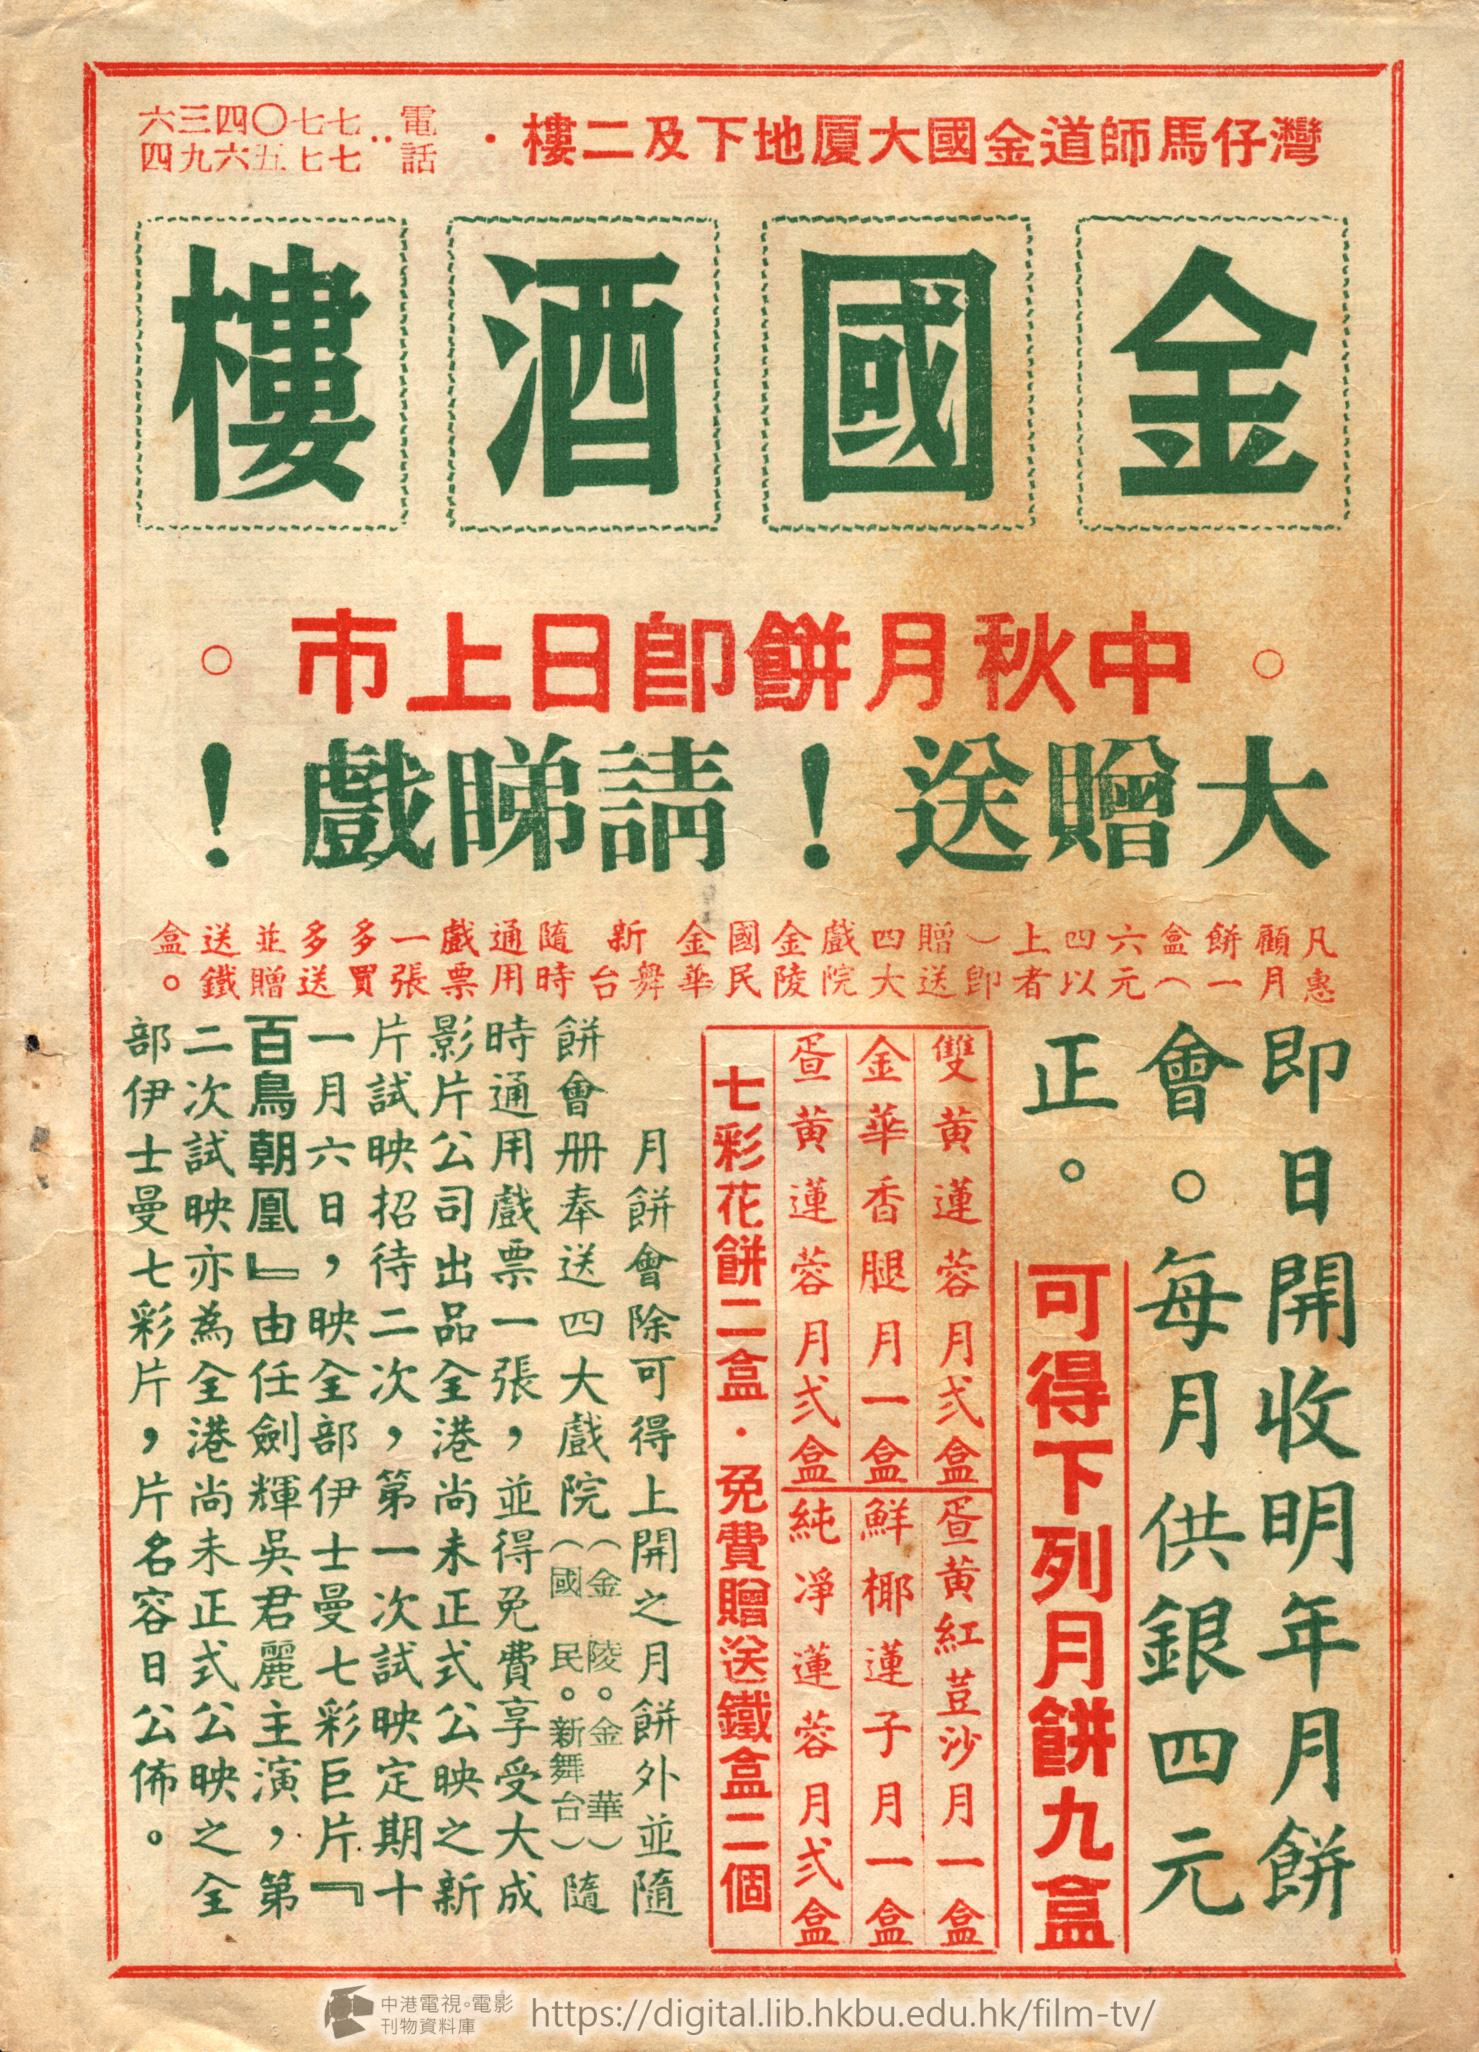 灣仔馬師道金國大厦地下及二樓・
電話：七七〇四三六
七七五六九四
金國酒樓
○中秋月餅即日上市○
大贈送！請睇戲！
凡惠顧月餅一盒（六元四以上者）即贈送四大戲院金陵國民金華新舞台隨時通用戲票一張多買多送並贈送鐵盒。
即日開收明年月餅
會。每月供銀四元
正。
可得下列月餅九盒
雙黃蓮蓉月弍盒
疍黃紅荳沙月一盒
金華香腿月一盒
鮮椰蓮子月一盒
疍黃蓮蓉月弍盒
純凈蓮蓉月弍盒
七彩花餅二盒・免費贈送鐵盒二個
月餅會除可得上開之月餅外並隨
餅會册奉送四大戲院（金陵。金華 國民。新舞台）隨
時通用戲票一張，並得免費享受大成
影片公司出品全港尚未正式公映之新
片試映招待二次，第一次試映定期十
一月六日，映全部伊士曼七彩巨片『
百鳥朝凰』由任劍輝吳君麗主演，第
二次試映亦為全港尚未正式公映之全
部伊士曼七彩片，片名容日公佈。
中港電視。電影
刊物資料庫
https://digital.lib.hkbu.edu.hk/film-tv/